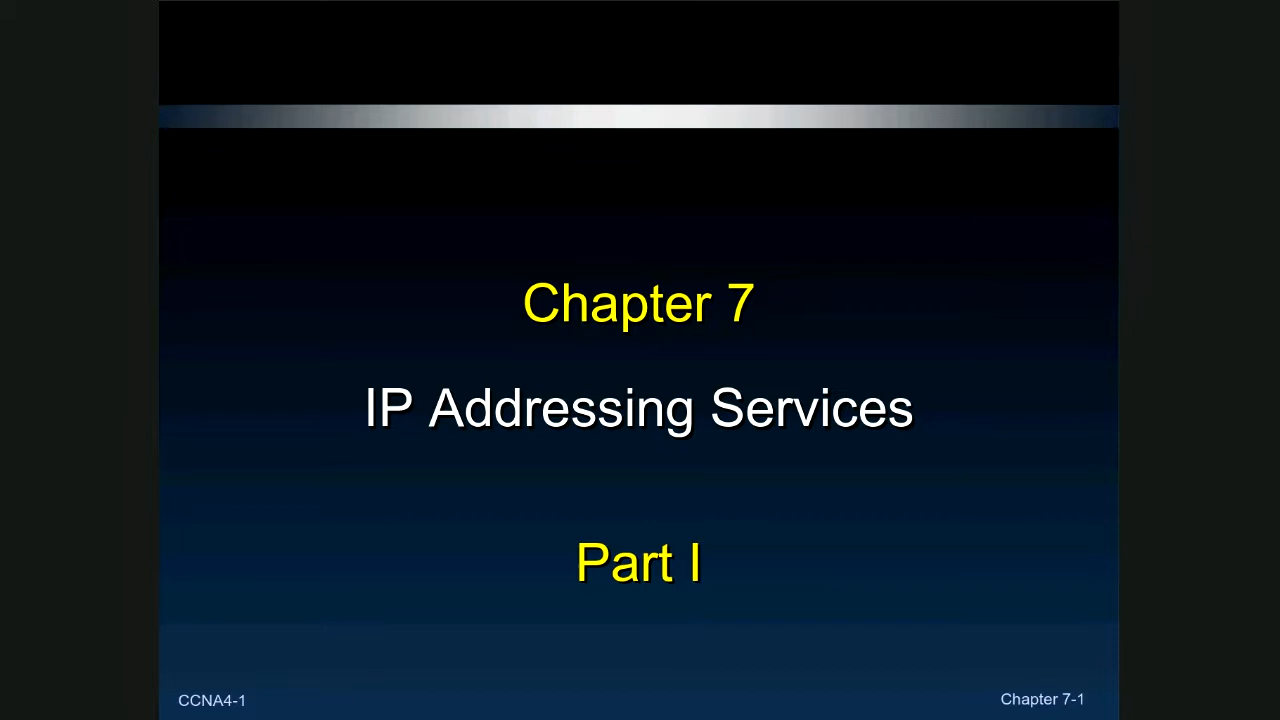 Chapter 7
IP Addressing Services
Part I
CCNA4-1
Chapter 7-1